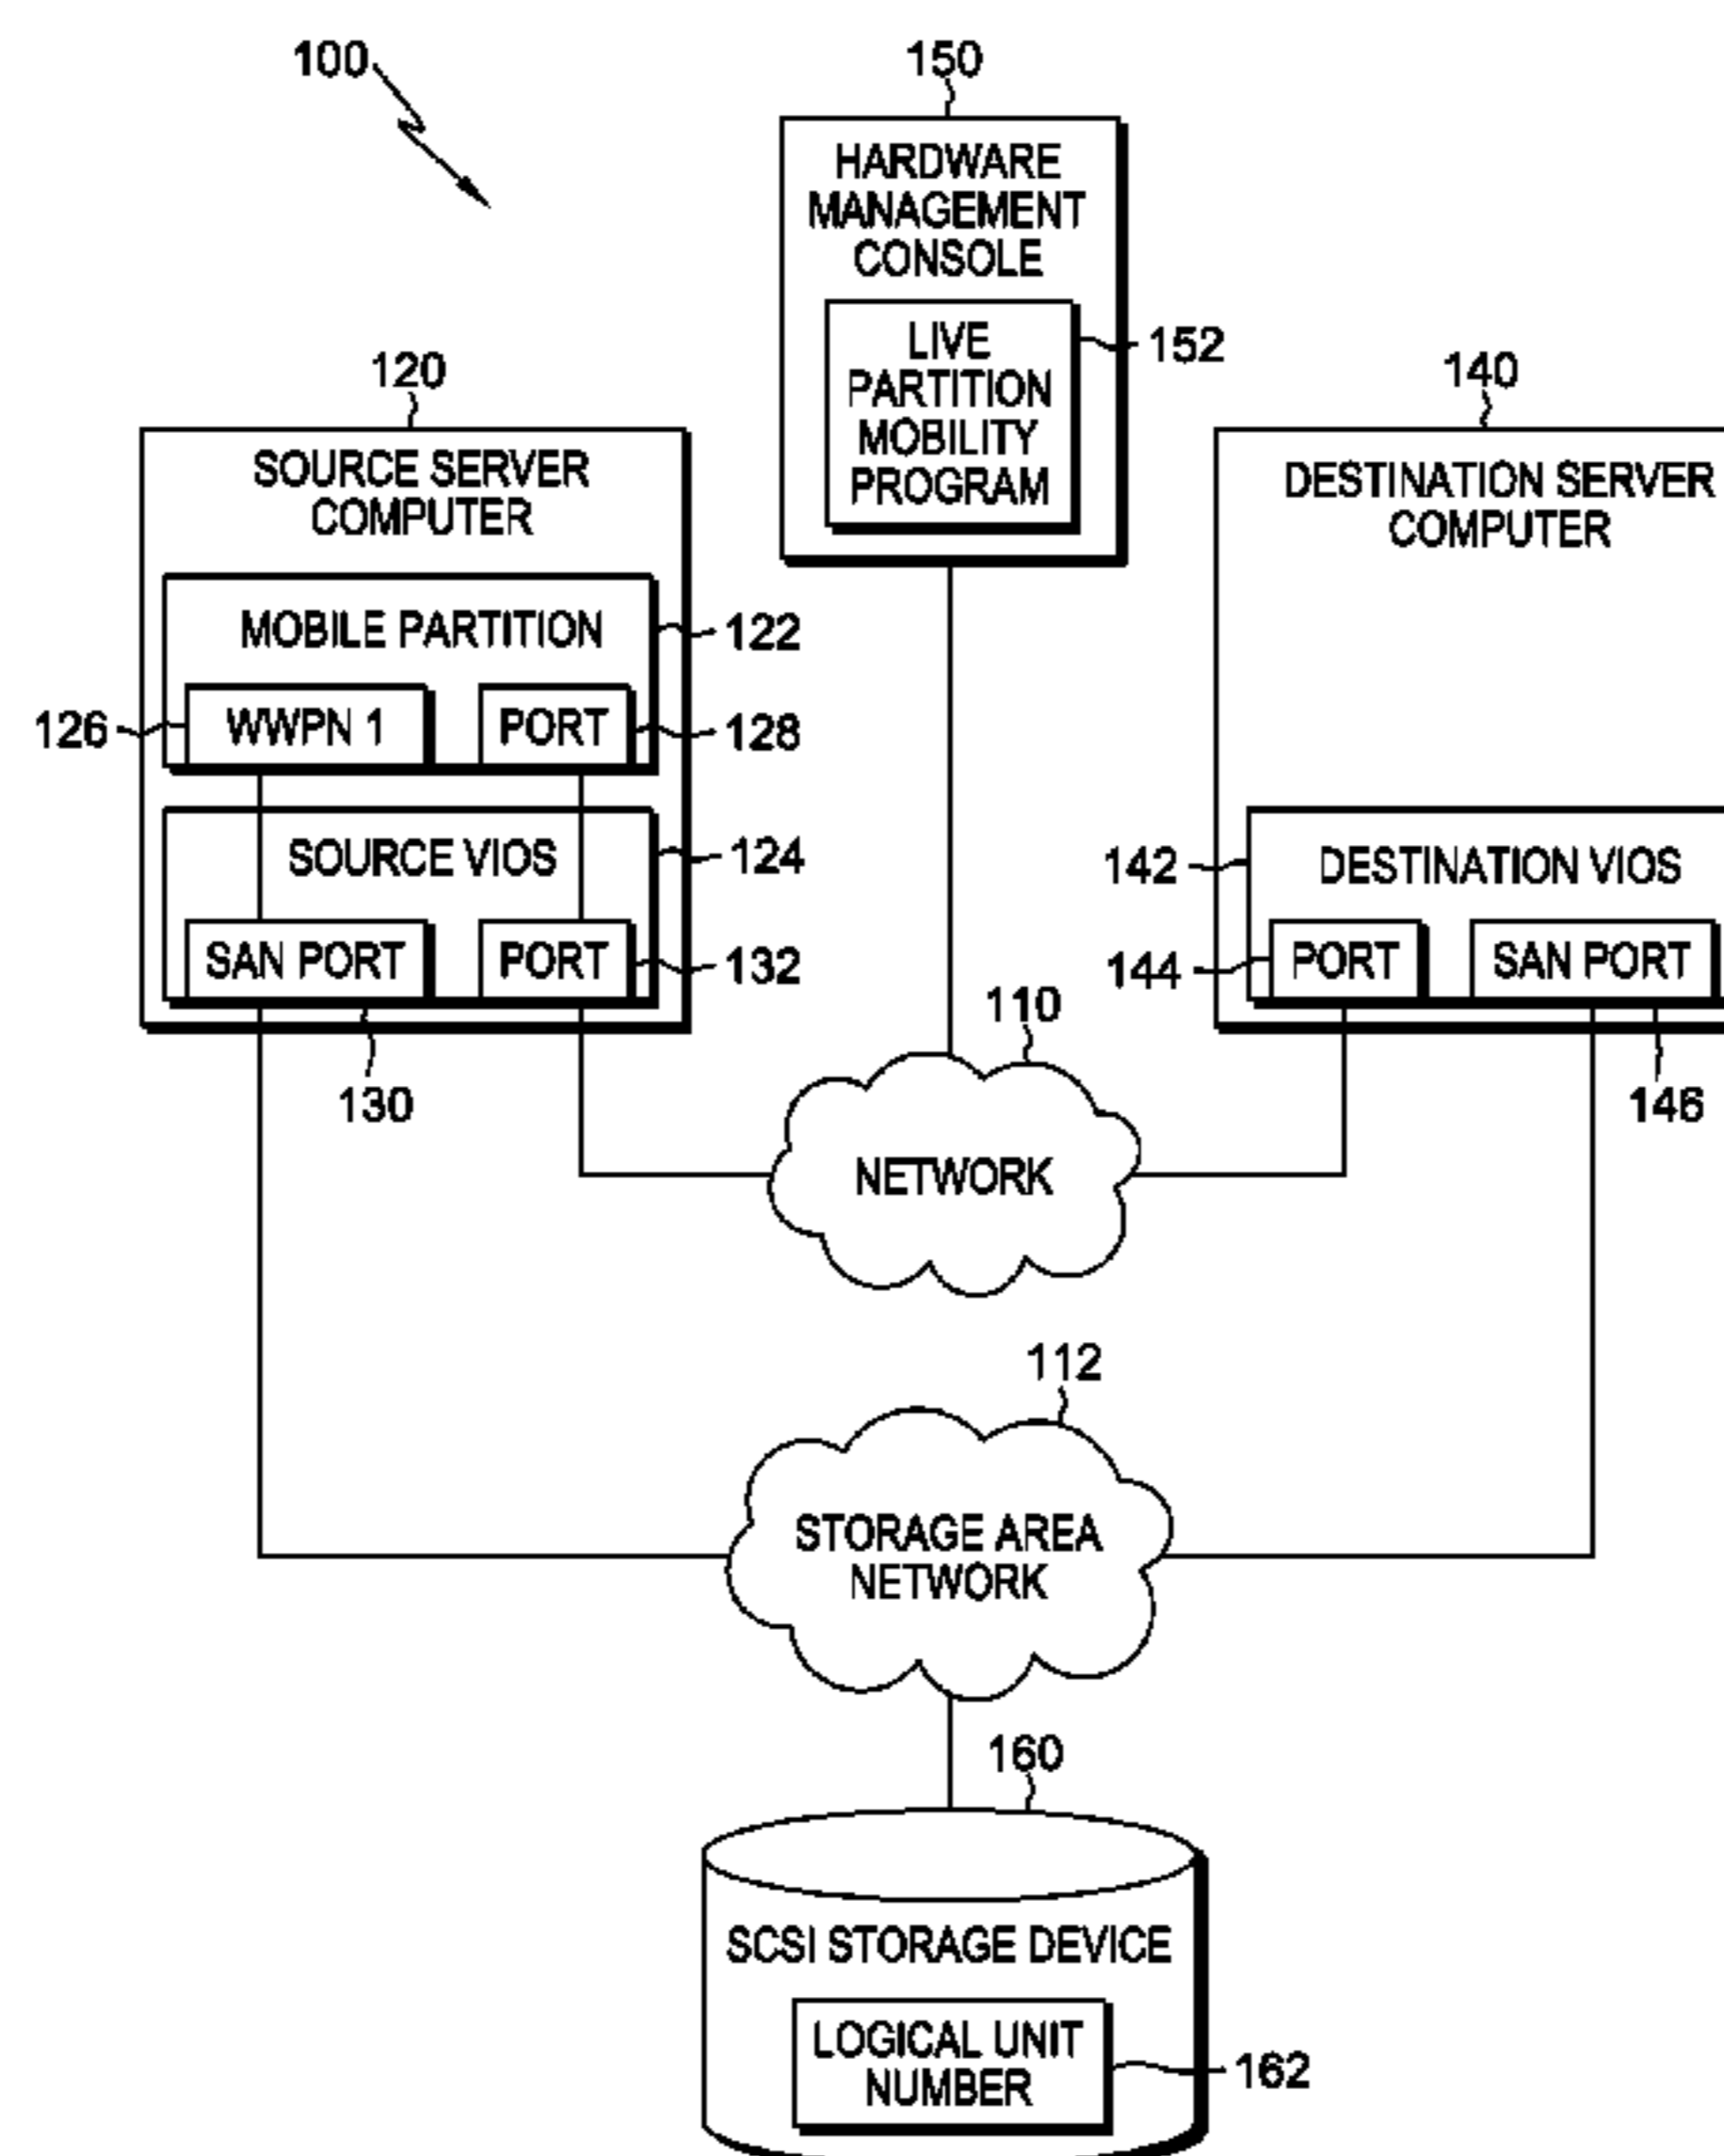 100
150
HARDWARE
MANAGEMENT
CONSOLE
LIVE
PARTITION
MOBILITY
PROGRAM
152
120
SOURCE SERVER
COMPUTER
MOBILE PARTITION
122
126
WWPN 1
PORT
128
SOURCE VIOS
124
SAN PORT
PORT
132
130
140
DESTINATION SERVER
COMPUTER
142
DESTINATION VIOS
144
PORT
SAN PORT
146
110
NETWORK
112
STORAGE AREA
NETWORK
160
SCSI STORAGE DEVICE
LOGICAL UNIT
NUMBER
162